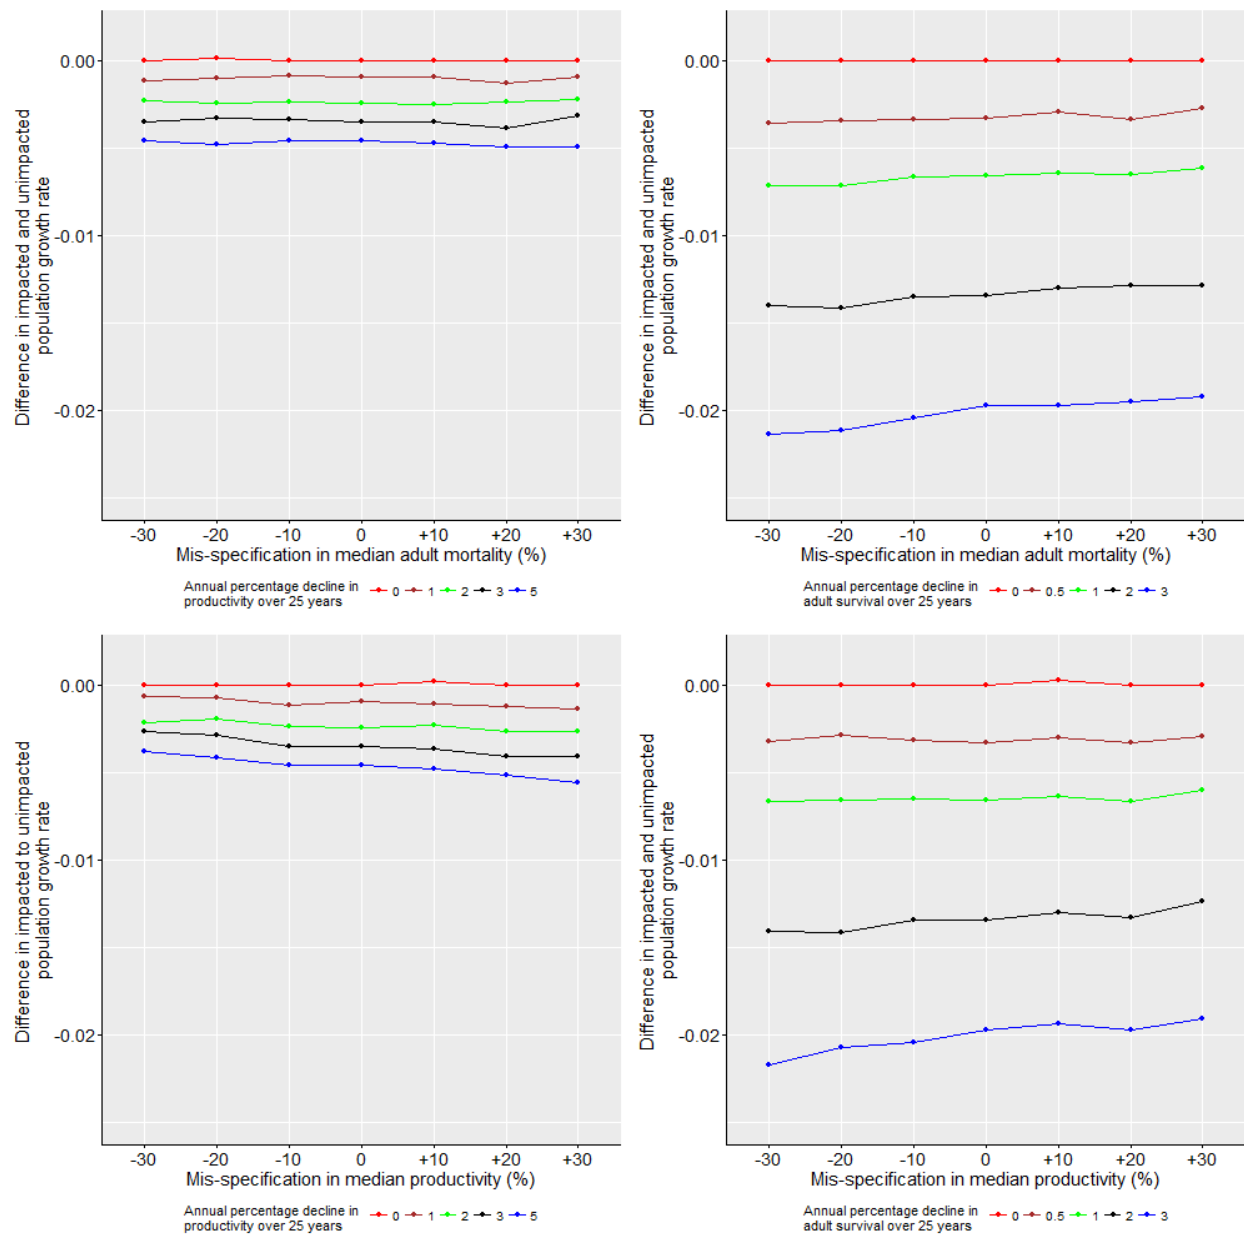 Difference in impacted and unimpacted
population growth rate
0.00
-0.01
-0.02
-30 -20 -10 0 +10 +20 +30
Mis-specification in median adult mortality (%)
Annual percentage decline in
productivity over 25 years
0 1 2 3 5
Difference in impacted and unimpacted
population growth rate
0.00
-0.01
-0.02
-30 -20 -10 0 +10 +20 +30
Mis-specification in median adult mortality (%)
Annual percentage decline in
adult survival over 25 years
0 0.5 1 2 3
Difference in impacted to unimpacted
population growth rate
0.00
-0.01
-0.02
-30 -20 -10 0 +10 +20 +30
Mis-specification in median productivity (%)
Annual percentage decline in
productivity over 25 years
0 1 2 3 5
Difference in impacted and unimpacted
population growth rate
0.00
-0.01
-0.02
-30 -20 -10 0 +10 +20 +30
Mis-specification in median productivity (%)
Annual percentage decline in
adult survival over 25 years
0 0.5 1 2 3